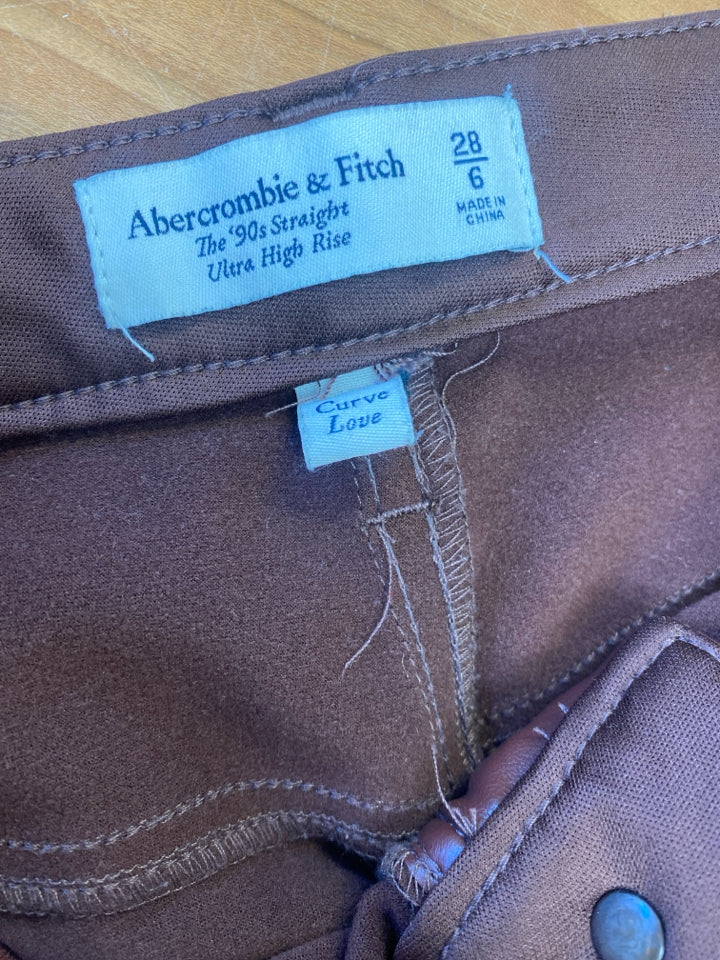 Abercrombie & Fitch
The '90s Straight
Ultra High Rise
28
6
MADE IN
CHINA
Curve
Love